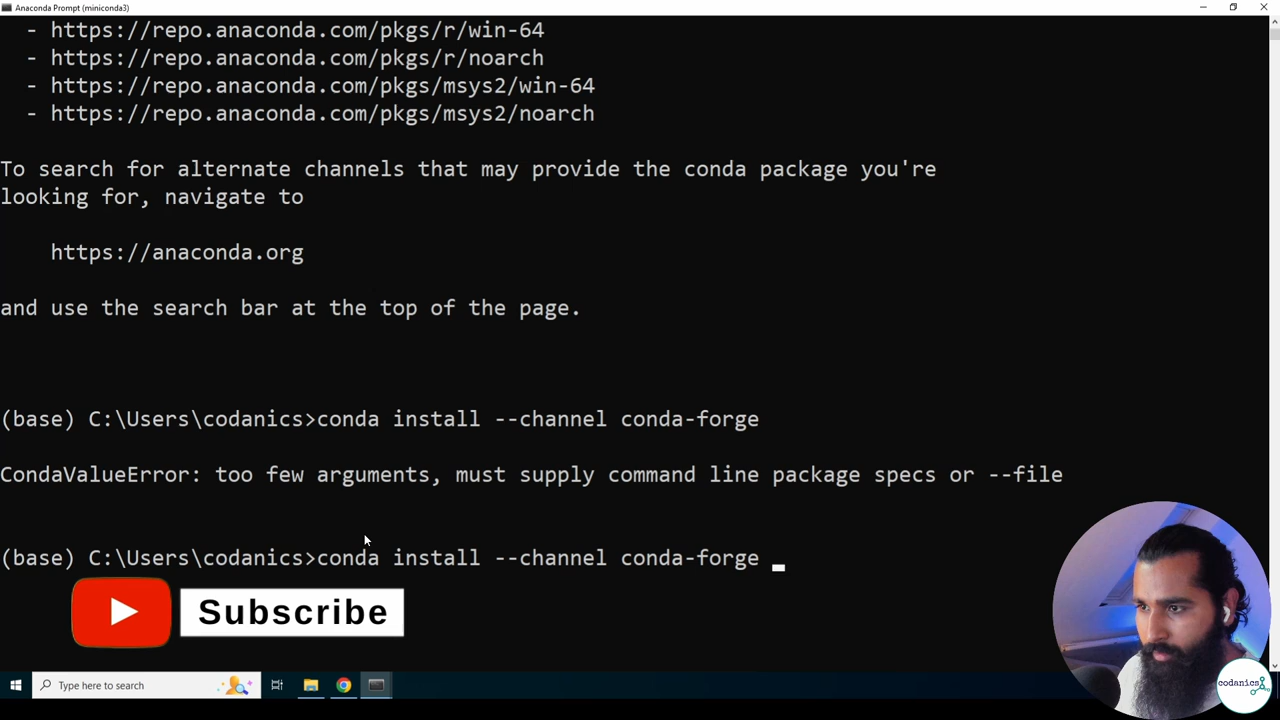 Anaconda Prompt (miniconda3)
- https://repo.anaconda.com/pkgs/r/win-64
- https://repo.anaconda.com/pkgs/r/noarch
- https://repo.anaconda.com/pkgs/msys2/win-64
- https://repo.anaconda.com/pkgs/msys2/noarch
To search for alternate channels that may provide the conda package you're
looking for, navigate to
https://anaconda.org
and use the search bar at the top of the page.
(base) C:\Users\codanics>conda install --channel conda-forge
CondaValueError: too few arguments, must supply command line package specs or --file
(base) C:\Users\codanics>conda install --channel conda-forge
Subscribe
Type here to search
codanics